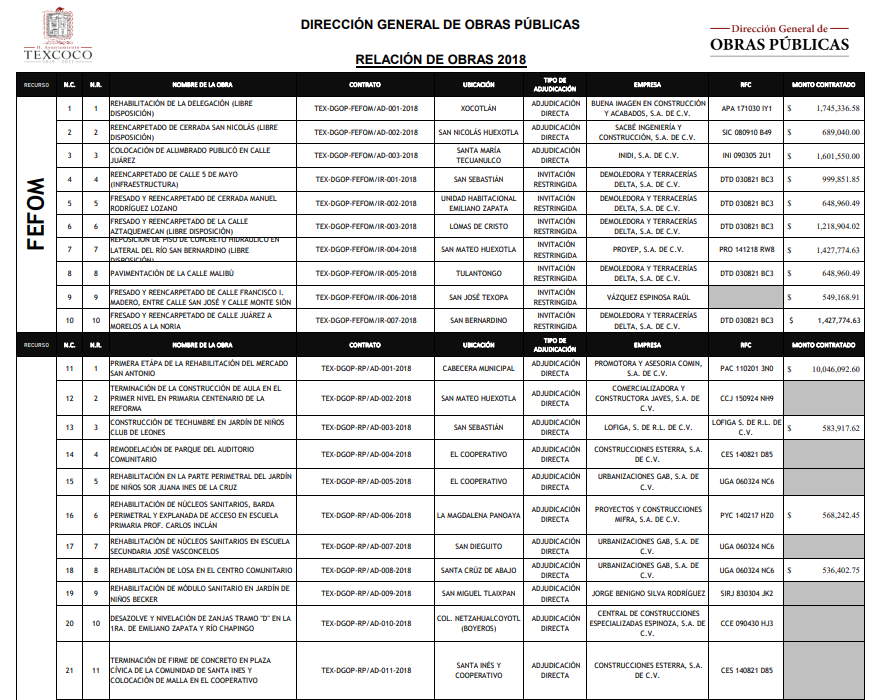 DIRECCIÓN GENERAL DE OBRAS PÚBLICAS
H. Ayuntamiento
TEXCOCO
Dirección General de
OBRAS PÚBLICAS
RELACIÓN DE OBRAS 2018
RECURSO N.C. N.R. NOMBRE DE LA OBRA CONTRATO UBICACIÓN TIPO DE ADJUDICACIÓN EMPRESA RFC MONTO CONTRATADO
FEFOM
1 1 REHABILITACIÓN DE LA DELEGACIÓN (LIBRE DISPOSICIÓN) TEX-DGOP-FEFOM/AD-001-2018 XOCOTLÁN ADJUDICACIÓN DIRECTA BUENA IMAGEN EN CONSTRUCCIÓN Y ACABADOS, S.A. DE C.V. APA 171030 IY1 $ 1,745,336.58
2 2 REENCARPETADO DE CERRADA SAN NICOLÁS (LIBRE DISPOSICIÓN) TEX-DGOP-FEFOM/AD-002-2018 SAN NICOLÁS HUEXOTLA ADJUDICACIÓN DIRECTA SACBÉ INGENIERÍA Y CONSTRUCCIÓN, S.A. DE C.V. SIC 080910 B49 $ 689,040.00
3 3 COLOCACIÓN DE ALUMBRADO PUBLICÓ EN CALLE JUÁREZ TEX-DGOP-FEFOM/AD-003-2018 SANTA MARÍA TECUANULCO ADJUDICACIÓN DIRECTA INIDI, S.A. DE C.V. INI 090305 2U1 $ 1,601,550.00
4 4 REENCARPETADO DE CALLE 5 DE MAYO (INFRAESTRUCTURA) TEX-DGOP-FEFOM/IR-001-2018 SAN SEBASTIÁN INVITACIÓN RESTRINGIDA DEMOLEDORA Y TERRACERÍAS DELTA, S.A. DE C.V. DTD 030821 BC3 $ 999,851.85
5 5 FRESADO Y REENCARPETADO DE CERRADA MANUEL RODRÍGUEZ LOZANO TEX-DGOP-FEFOM/IR-002-2018 UNIDAD HABITACIONAL EMILIANO ZAPATA INVITACIÓN RESTRINGIDA DEMOLEDORA Y TERRACERÍAS DELTA, S.A. DE C.V. DTD 030821 BC3 $ 648,960.49
6 6 FRESADO Y REENCARPETADO DE LA CALLE AZTAQUEMECAN (LIBRE DISPOSICIÓN) TEX-DGOP-FEFOM/IR-003-2018 LOMAS DE CRISTO INVITACIÓN RESTRINGIDA DEMOLEDORA Y TERRACERÍAS DELTA, S.A. DE C.V. DTD 030821 BC3 $ 1,218,904.02
7 7 REPOSICIÓN DE PISO DE CONCRETO HIDRÁULICO EN LATERAL DEL RÍO SAN BERNARDINO (LIBRE DISPOSICIÓN) TEX-DGOP-FEFOM/IR-004-2018 SAN MATEO HUEXOTLA INVITACIÓN RESTRINGIDA PROYEP, S.A. DE C.V. PRO 141218 RW8 $ 1,427,774.63
8 8 PAVIMENTACIÓN DE LA CALLE MALIBÚ TEX-DGOP-FEFOM/IR-005-2018 TULANTONGO INVITACIÓN RESTRINGIDA DEMOLEDORA Y TERRACERÍAS DELTA, S.A. DE C.V. DTD 030821 BC3 $ 648,960.49
9 9 FRESADO Y REENCARPETADO DE CALLE FRANCISCO I. MADERO, ENTRE CALLE SAN JOSÉ Y CALLE MONTE SIÓN TEX-DGOP-FEFOM/IR-006-2018 SAN JOSÉ TEXOPA INVITACIÓN RESTRINGIDA VÁZQUEZ ESPINOSA RAÚL $ 549,168.91
10 10 FRESADO Y REENCARPETADO DE CALLE JUÁREZ A MORELOS A LA NORIA TEX-DGOP-FEFOM/IR-007-2018 SAN BERNARDINO INVITACIÓN RESTRINGIDA DEMOLEDORA Y TERRACERÍAS DELTA, S.A. DE C.V. DTD 030821 BC3 $ 1,427,774.63
RECURSO N.C. N.R. NOMBRE DE LA OBRA CONTRATO UBICACIÓN TIPO DE ADJUDICACIÓN EMPRESA RFC MONTO CONTRATADO
11 1 PRIMERA ETÁPA DE LA REHABILITACIÓN DEL MERCADO SAN ANTONIO TEX-DGOP-RP/AD-001-2018 CABECERA MUNICIPAL ADJUDICACIÓN DIRECTA PROMOTORA Y ASESORIA COMIN, S.A. DE C.V. PAC 110201 3N0 $ 10,046,092.60
12 2 TERMINACIÓN DE LA CONSTRUCCIÓN DE AULA EN EL PRIMER NIVEL EN PRIMARIA CENTENARIO DE LA REFORMA TEX-DGOP-RP/AD-002-2018 SAN MATEO HUEXOTLA ADJUDICACIÓN DIRECTA COMERCIALIZADORA Y CONSTRUCTORA JAVES, S.A. DE C.V. CCJ 150924 NH9
13 3 CONSTRUCCIÓN DE TECHUMBRE EN JARDÍN DE NIÑOS CLUB DE LEONES TEX-DGOP-RP/AD-003-2018 SAN SEBASTIÁN ADJUDICACIÓN DIRECTA LOFIGA, S. DE R.L. DE C.V. LOFIGA S. DE R.L. DE C.V. $ 583,917.62
14 4 REMODELACIÓN DE PARQUE DEL AUDITORIO COMUNITARIO TEX-DGOP-RP/AD-004-2018 EL COOPERATIVO ADJUDICACIÓN DIRECTA CONSTRUCCIONES ESTERRA, S.A. DE C.V. CES 140821 D85
15 5 REHABILITACIÓN EN LA PARTE PERIMETRAL DEL JARDÍN DE NIÑOS SOR JUANA INES DE LA CRUZ TEX-DGOP-RP/AD-005-2018 EL COOPERATIVO ADJUDICACIÓN DIRECTA URBANIZACIONES GAB, S.A. DE C.V. UGA 060324 NC6
16 6 REHABILITACIÓN DE NÚCLEOS SANITARIOS, BARDA PERIMETRAL Y EXPLANADA DE ACCESO EN ESCUELA PRIMARIA PROF. CARLOS INCLÁN TEX-DGOP-RP/AD-006-2018 LA MAGDALENA PANOAYA ADJUDICACIÓN DIRECTA PROYECTOS Y CONSTRUCCIONES MIFRA, S.A. DE C.V. PYC 140217 HZ0 $ 568,242.45
17 7 REHABILITACIÓN DE NÚCLEOS SANITARIOS EN ESCUELA SECUNDARIA JOSÉ VASCONCELOS TEX-DGOP-RP/AD-007-2018 SAN DIEGUITO ADJUDICACIÓN DIRECTA URBANIZACIONES GAB, S.A. DE C.V. UGA 060324 NC6
18 8 REHABILITACIÓN DE LOSA EN EL CENTRO COMUNITARIO TEX-DGOP-RP/AD-008-2018 SANTA CRÚZ DE ABAJO ADJUDICACIÓN DIRECTA URBANIZACIONES GAB, S.A. DE C.V. UGA 060324 NC6 $ 536,402.75
19 9 REHABILITACIÓN DE MÓDULO SANITARIO EN JARDÍN DE NIÑOS BECKER TEX-DGOP-RP/AD-009-2018 SAN MIGUEL TLAIXPAN ADJUDICACIÓN DIRECTA JORGE BENIGNO SILVA RODRÍGUEZ SIRJ 830304 JK2
20 10 DESAZOLVE Y NIVELACIÓN DE ZANJAS TRAMO "D" EN LA 1RA. DE EMILIANO ZAPATA Y RÍO CHAPINGO TEX-DGOP-RP/AD-010-2018 COL. NETZAHUALCOYOTL (BOYEROS) ADJUDICACIÓN DIRECTA CENTRAL DE CONSTRUCCIONES ESPECIALIZADAS ESPINOZA, S.A. DE C.V. CCE 090430 HJ3
21 11 TERMINACIÓN DE FIRME DE CONCRETO EN PLAZA CÍVICA DE LA COMUNIDAD DE SANTA INES Y COLOCACIÓN DE MALLA EN EL COOPERATIVO TEX-DGOP-RP/AD-011-2018 SANTA INÉS Y COOPERATIVO ADJUDICACIÓN DIRECTA CONSTRUCCIONES ESTERRA, S.A. DE C.V. CES 140821 D85